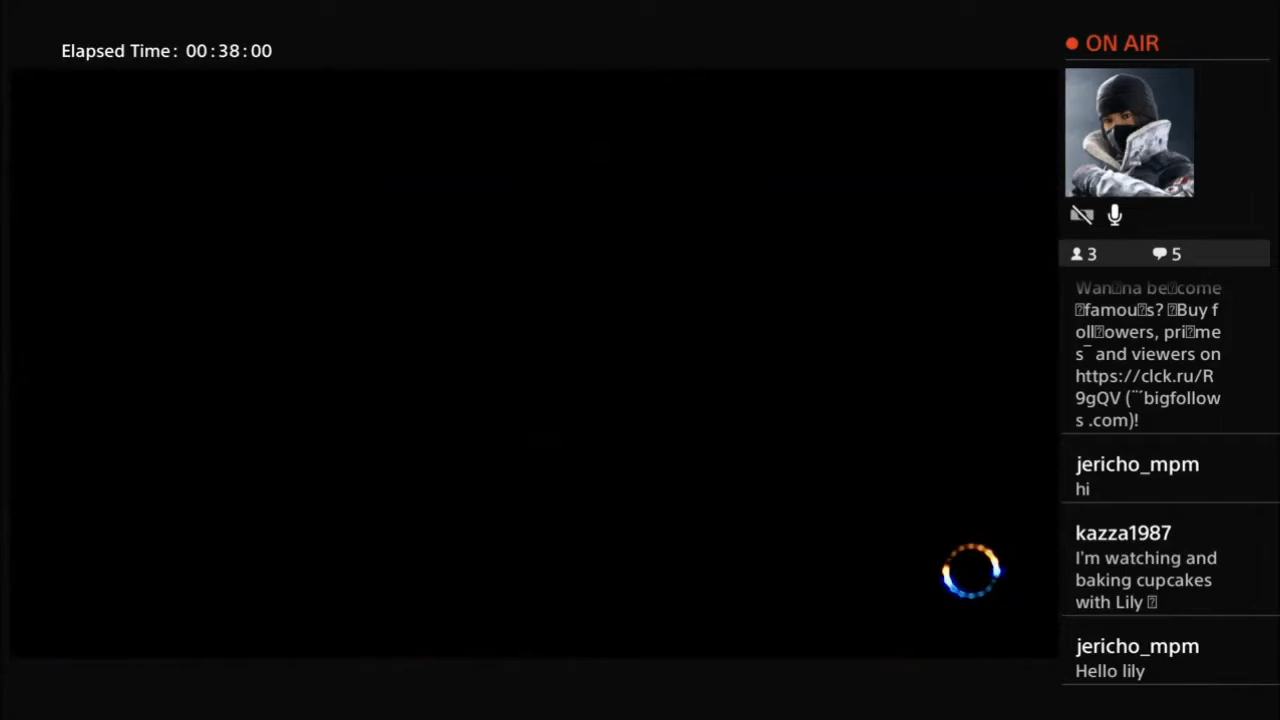 Elapsed Time: 00:38:00
ON AIR
3 5
Wan⍰na be⍰come
⍰famou⍰s? ⍰Buy f
oll⍰owers, pri⍰me
s¯ and viewers on
https://clck.ru/R
9gQV (¨´bigfollow
s .com)!
jericho_mpm
hi
kazza1987
I'm watching and
baking cupcakes
with Lily ⍰
jericho_mpm
Hello lily